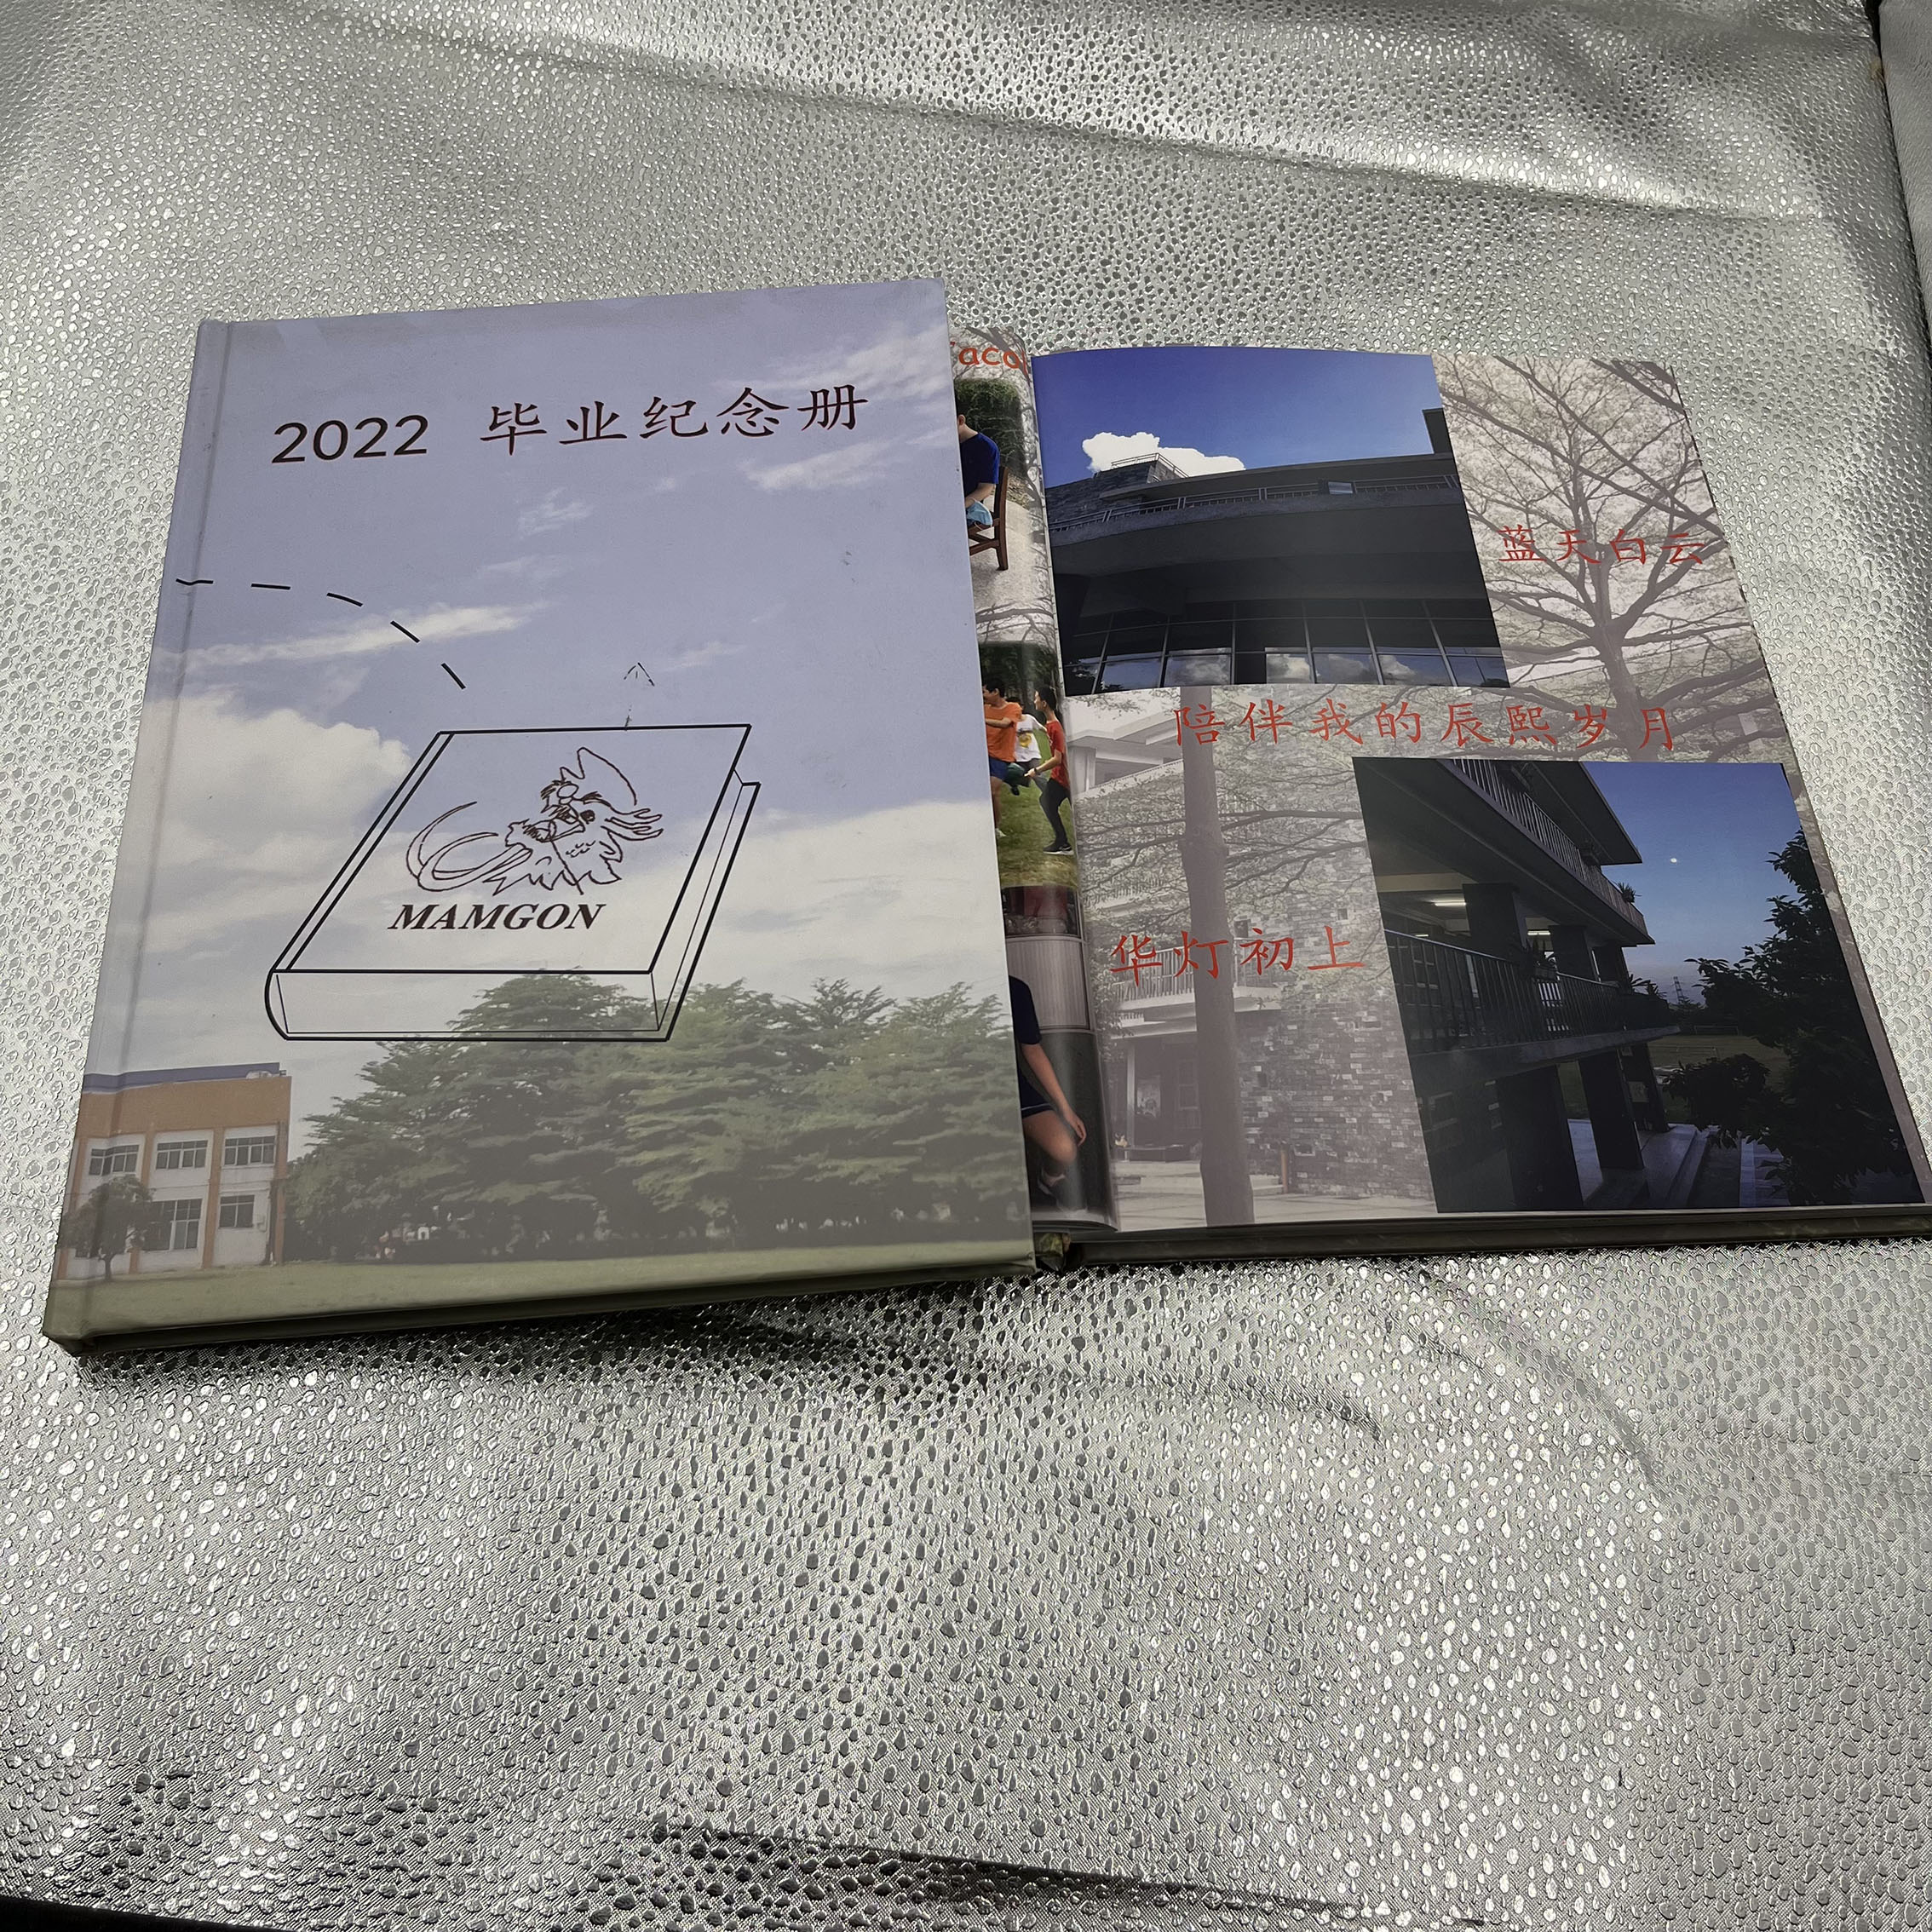 2022 毕业纪念册
MAMGON
蓝天白云
陪伴我的辰熙岁月
华灯初上